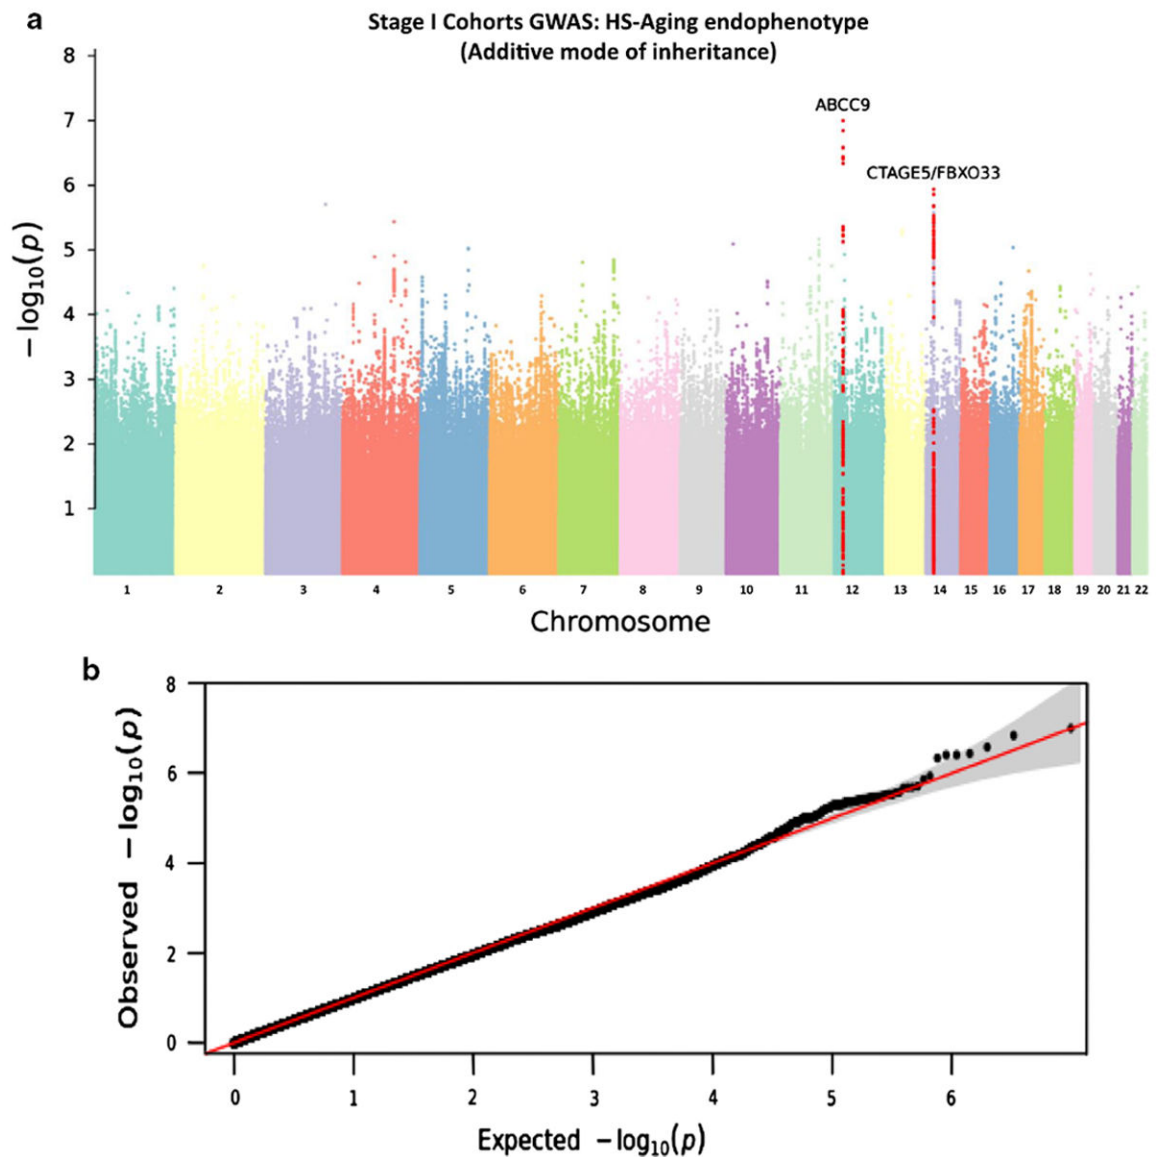 a
Stage I Cohorts GWAS: HS-Aging endophenotype
(Additive mode of inheritance)
8
7
6
5
4
3
2
1
− log10(p)
ABCC9
CTAGE5/FBXO33
1 2 3 4 5 6 7 8 9 10 11 12 13 14 15 16 17 18 19 20 21 22
Chromosome
b
8
6
4
2
0
Observed − log10(p)
0 1 2 3 4 5 6
Expected −log10(p)